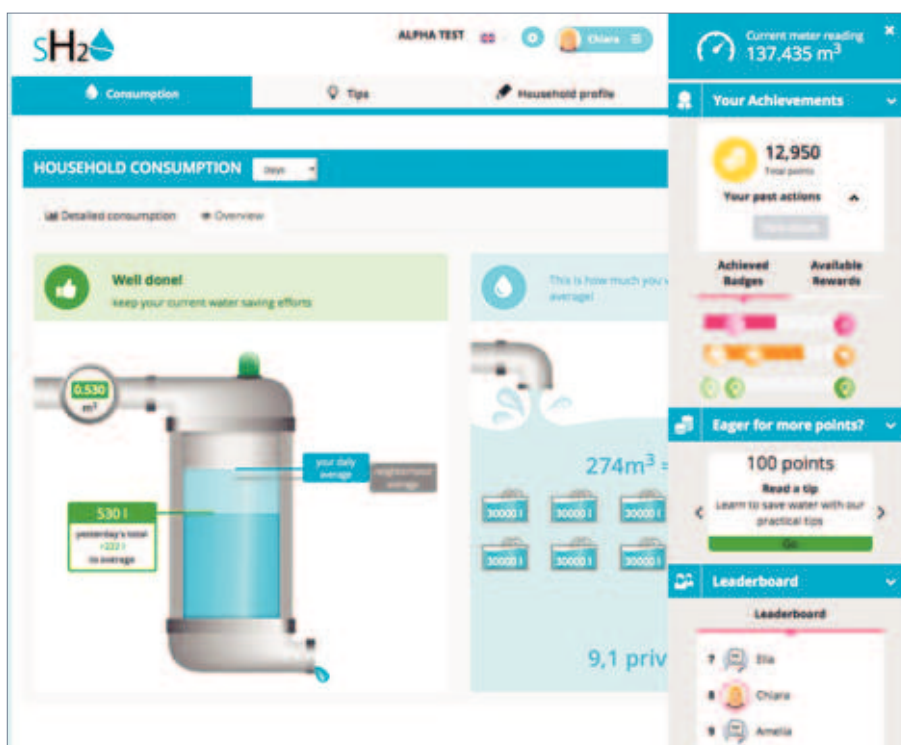 SH2
ALPHA TEST
Chiara
Current meter reading
137.435 m³
Consumption
Tips
Household profile
Your Achievements
12,950
Total points
Your past actions
HOUSEHOLD CONSUMPTION
days
Detailed consumption
Overview
Achieved Available
Badges Rewards
Well done!
keep your current water saving efforts
This is how much you
average!
0.530
m³
your daily
average
average
530 l
yesterday's total
to average
274m³ =
30000 l 30000 l 30000 l
30000 l 30000 l 30000 l
9,1 priv
Eager for more points?
100 points
Read a tip
Learn to save water with our
practical tips
Go
Leaderboard
Leaderboard
7 Ella
8 Chiara
9 Amelia